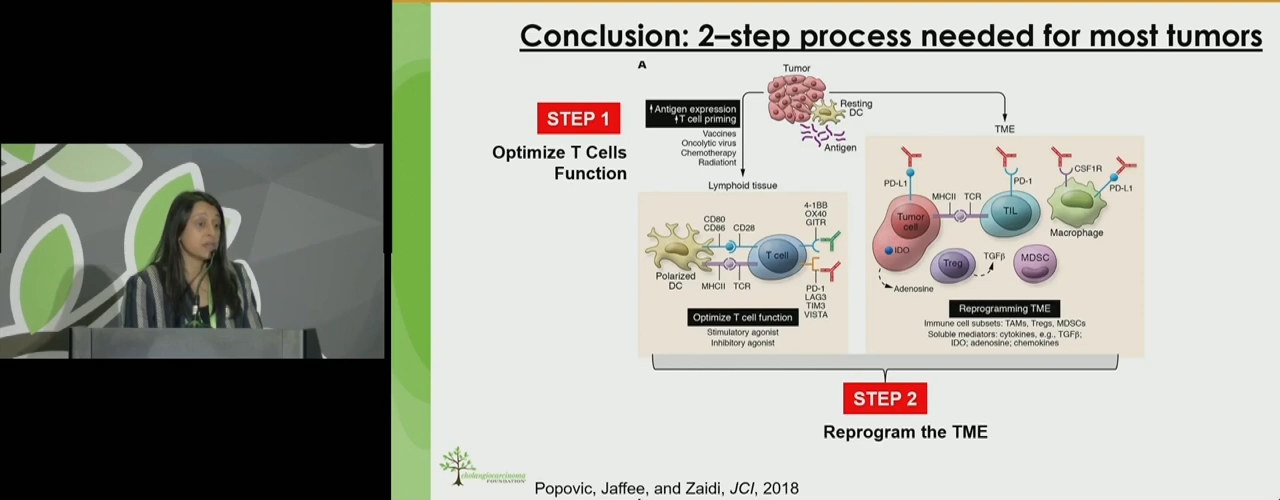 Conclusion: 2–step process needed for most tumors
A
Tumor
STEP 1
Optimize T Cells
Function
↑Antigen expression
↑T cell priming
Vaccines
Oncolytic virus
Chemotherapy
Radiationt
Resting
DC
Antigen
TME
Lymphoid tissue
CD80
CD86
CD28
4-1BB
OX40
GITR
T cell
Polarized
DC
MHCII
TCR
PD-1
LAG3
TIM3
VISTA
Optimize T cell function
Stimulatory agonist
Inhibitory agonist
PD-L1
MHCII
TCR
PD-1
CSF1R
PD-L1
Tumor
cell
TIL
Macrophage
IDO
Treg
TGFβ
MDSC
Adenosine
Reprogramming TME
Immune cell subsets: TAMs, Tregs, MDSCs
Soluble mediators: cytokines, e.g., TGFβ;
IDO; adenosine; chemokines
STEP 2
Reprogram the TME
cholangiocarcinoma
FOUNDATION
Popovic, Jaffee, and Zaidi, JCI, 2018